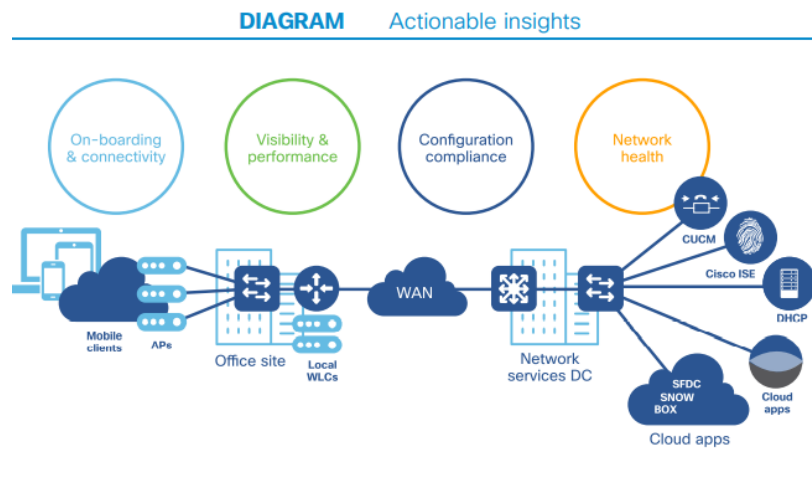 DIAGRAM Actionable insights
On-boarding
& connectivity
Visibility &
performance
Configuration
compliance
Network
health
CUCM
Cisco ISE
DHCP
WAN
Mobile
clients
APs
Office site
Local
WLCs
Network
services DC
SFDC
SNOW
BOX
Cloud apps
Cloud
apps